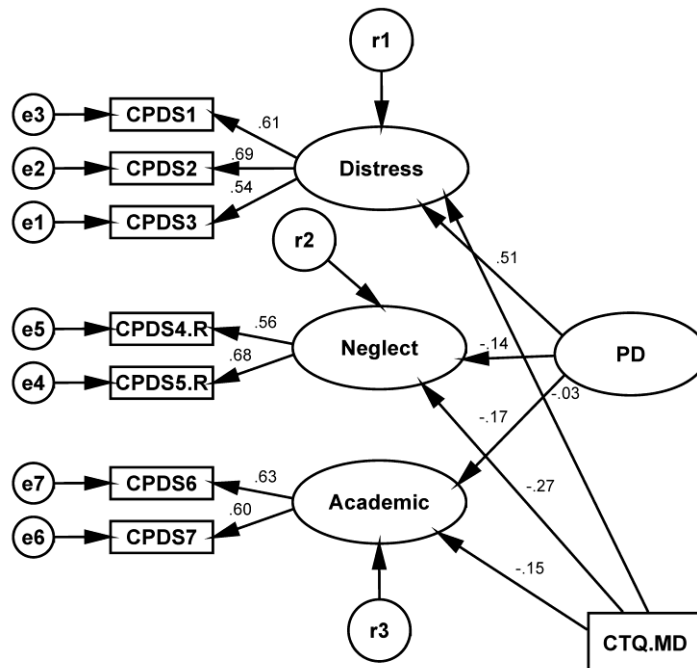 r1
e3
CPDS1
.61
e2
CPDS2
.69
Distress
.54
e1
CPDS3
r2
.51
e5
CPDS4.R
.56
Neglect
-.14
PD
e4
CPDS5.R
.68
-.03
-.17
e7
CPDS6
.63
-.27
Academic
e6
CPDS7
.60
-.15
r3
CTQ.MD